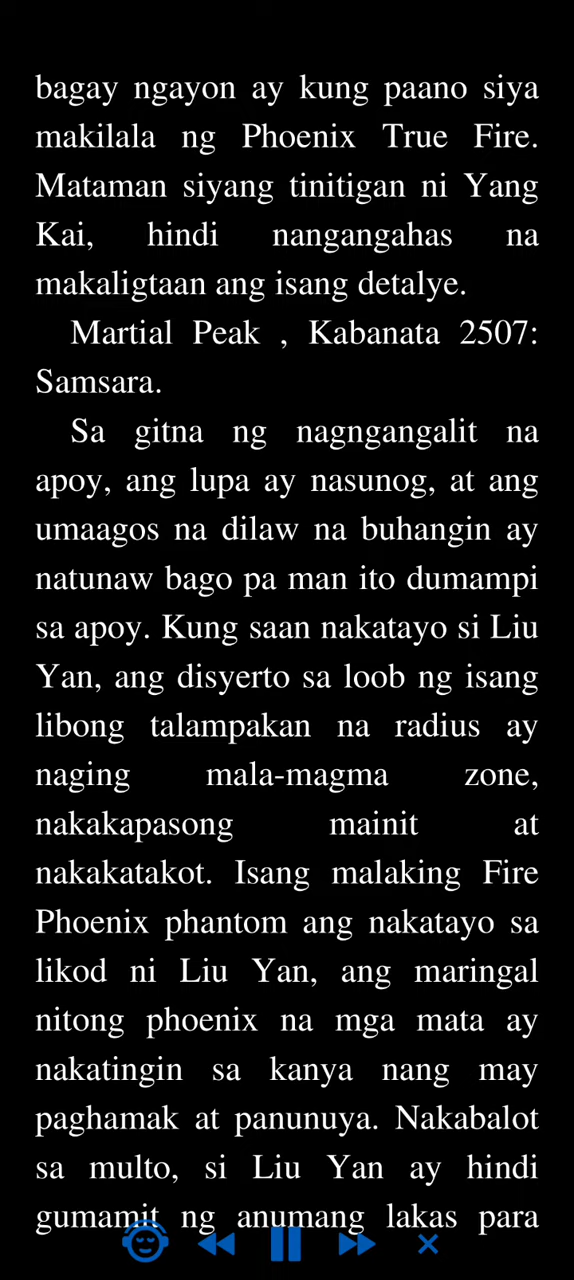 bagay ngayon ay kung paano siya
makilala ng Phoenix True Fire.
Mataman siyang tinitigan ni Yang
Kai, hindi nangangahas na
makaligtaan ang isang detalye.
Martial Peak , Kabanata 2507:
Samsara.
Sa gitna ng nagngangalit na
apoy, ang lupa ay nasunog, at ang
umaagos na dilaw na buhangin ay
natunaw bago pa man ito dumampi
sa apoy. Kung saan nakatayo si Liu
Yan, ang disyerto sa loob ng isang
libong talampakan na radius ay
naging mala-magma zone,
nakakapasong mainit at
nakakatakot. Isang malaking Fire
Phoenix phantom ang nakatayo sa
likod ni Liu Yan, ang maringal
nitong phoenix na mga mata ay
nakatingin sa kanya nang may
paghamak at panunuya. Nakabalot
sa multo, si Liu Yan ay hindi
gumamit ng anumang lakas para